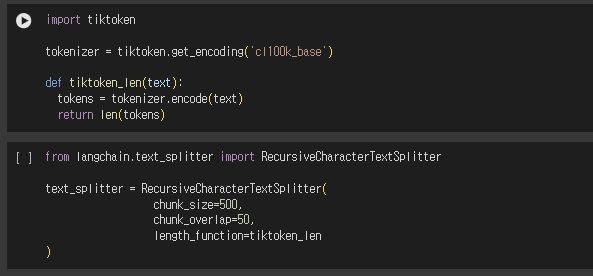 import tiktoken
tokenizer = tiktoken.get_encoding('cl100k_base')
def tiktoken_len(text):
tokens = tokenizer.encode(text)
return len(tokens)
[ ] from langchain.text_splitter import RecursiveCharacterTextSplitter
text_splitter = RecursiveCharacterTextSplitter(
chunk_size=500,
chunk_overlap=50,
length_function=tiktoken_len
)